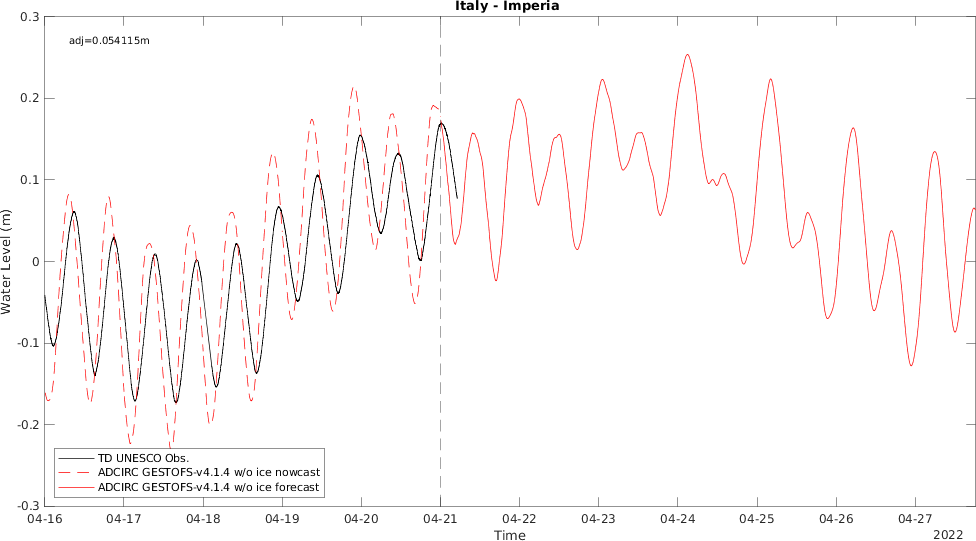 Italy - Imperia
adj=0.054115m
0.3
0.2
0.1
0
-0.1
-0.2
-0.3
Water Level (m)
TD UNESCO Obs.
ADCIRC GESTOFS-v4.1.4 w/o ice nowcast
ADCIRC GESTOFS-v4.1.4 w/o ice forecast
04-16 04-17 04-18 04-19 04-20 04-21 04-22 04-23 04-24 04-25 04-26 04-27
Time
2022